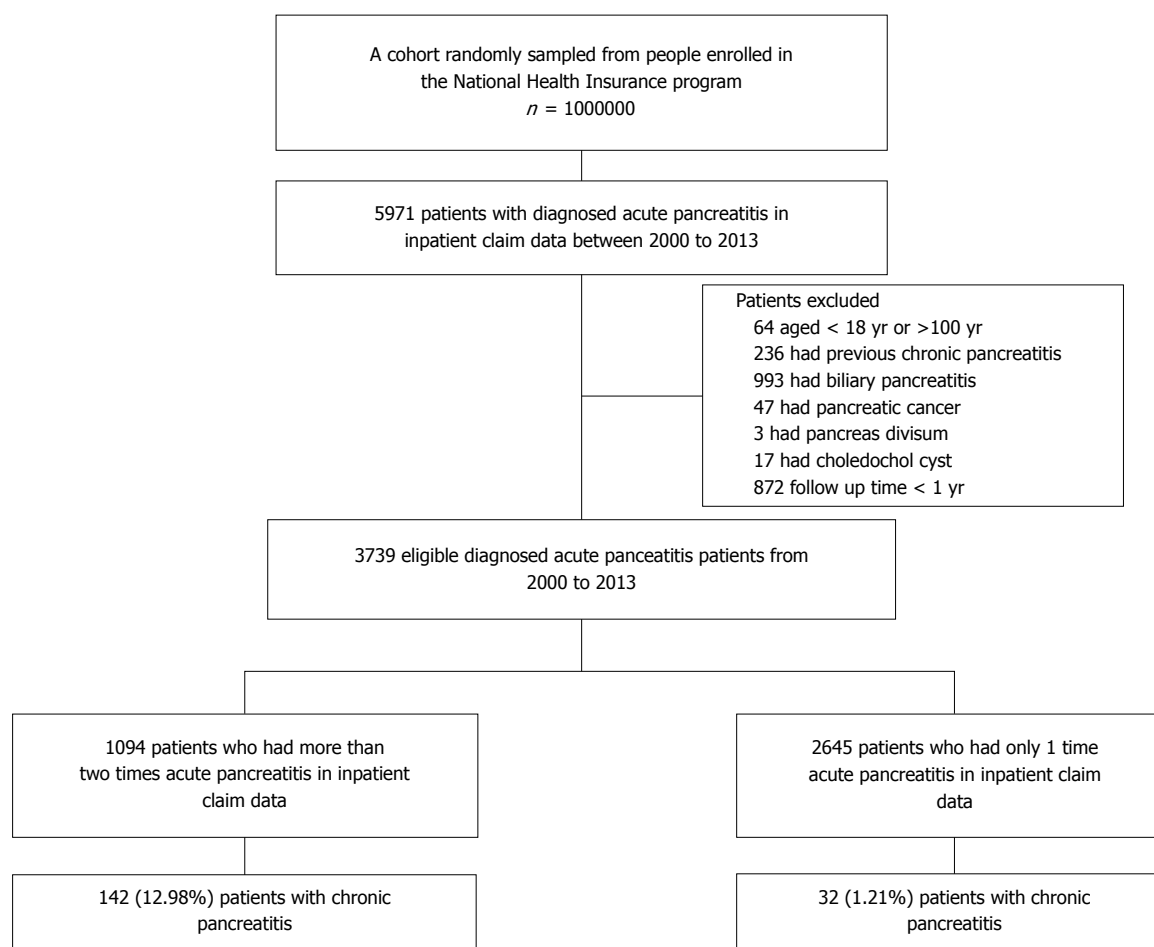 A cohort randomly sampled from people enrolled in
the National Health Insurance program
n = 1000000
5971 patients with diagnosed acute pancreatitis in
inpatient claim data between 2000 to 2013
Patients excluded
64 aged < 18 yr or >100 yr
236 had previous chronic pancreatitis
993 had biliary pancreatitis
47 had pancreatic cancer
3 had pancreas divisum
17 had choledochol cyst
872 follow up time < 1 yr
3739 eligible diagnosed acute panceatitis patients from
2000 to 2013
1094 patients who had more than
two times acute pancreatitis in inpatient
claim data
2645 patients who had only 1 time
acute pancreatitis in inpatient claim
data
142 (12.98%) patients with chronic
pancreatitis
32 (1.21%) patients with chronic
pancreatitis